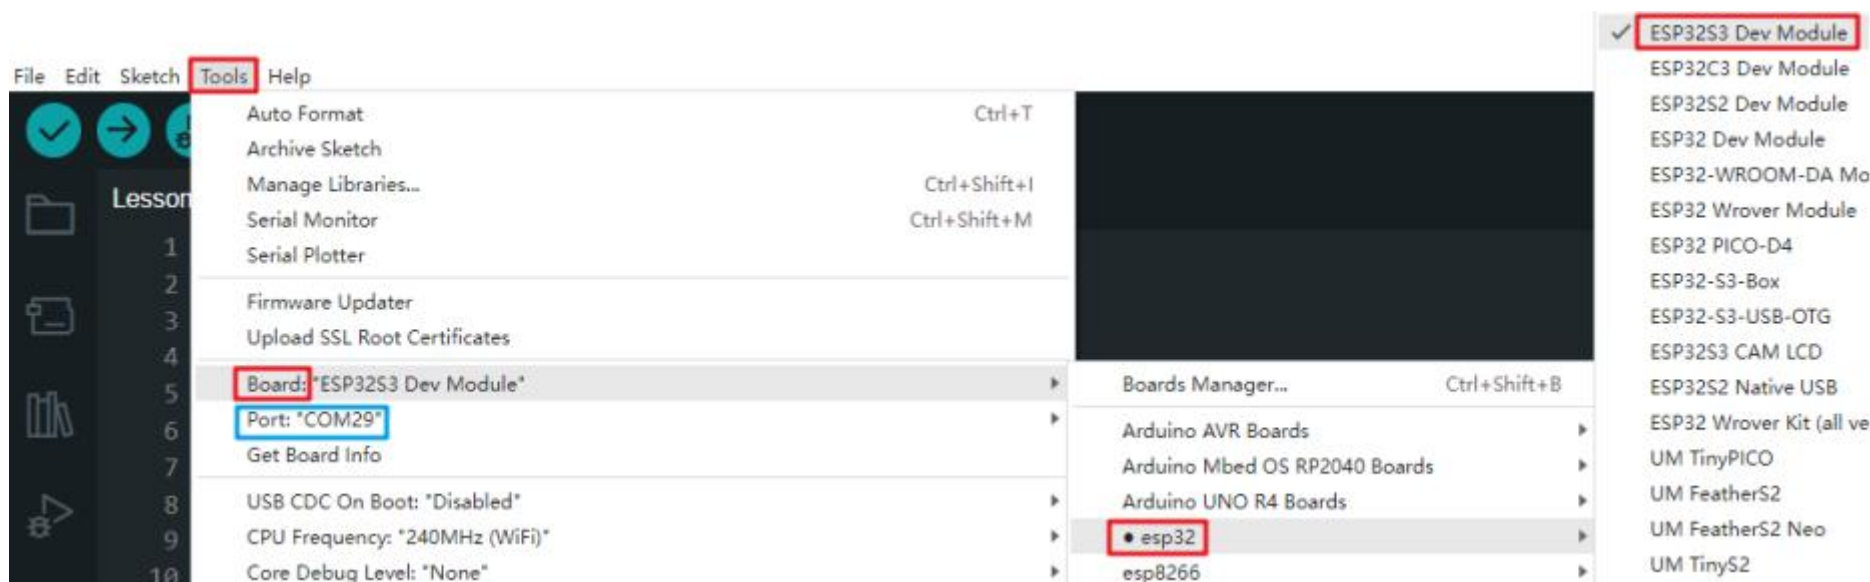 File Edit Sketch Tools Help
Auto Format Ctrl+T
Archive Sketch
Manage Libraries... Ctrl+Shift+I
Serial Monitor Ctrl+Shift+M
Serial Plotter
Firmware Updater
Upload SSL Root Certificates
Board: "ESP32S3 Dev Module"
Port: "COM29"
Get Board Info
USB CDC On Boot: "Disabled"
CPU Frequency: "240MHz (WiFi)"
Core Debug Level: "None"
Lesson
1
2
3
4
5
6
7
8
9
10
Boards Manager... Ctrl+Shift+B
Arduino AVR Boards
Arduino Mbed OS RP2040 Boards
Arduino UNO R4 Boards
● esp32
esp8266
✓ ESP32S3 Dev Module
ESP32C3 Dev Module
ESP32S2 Dev Module
ESP32 Dev Module
ESP32-WROOM-DA Mo
ESP32 Wrover Module
ESP32 PICO-D4
ESP32-S3-Box
ESP32-S3-USB-OTG
ESP32S3 CAM LCD
ESP32S2 Native USB
ESP32 Wrover Kit (all ve
UM TinyPICO
UM FeatherS2
UM FeatherS2 Neo
UM TinyS2